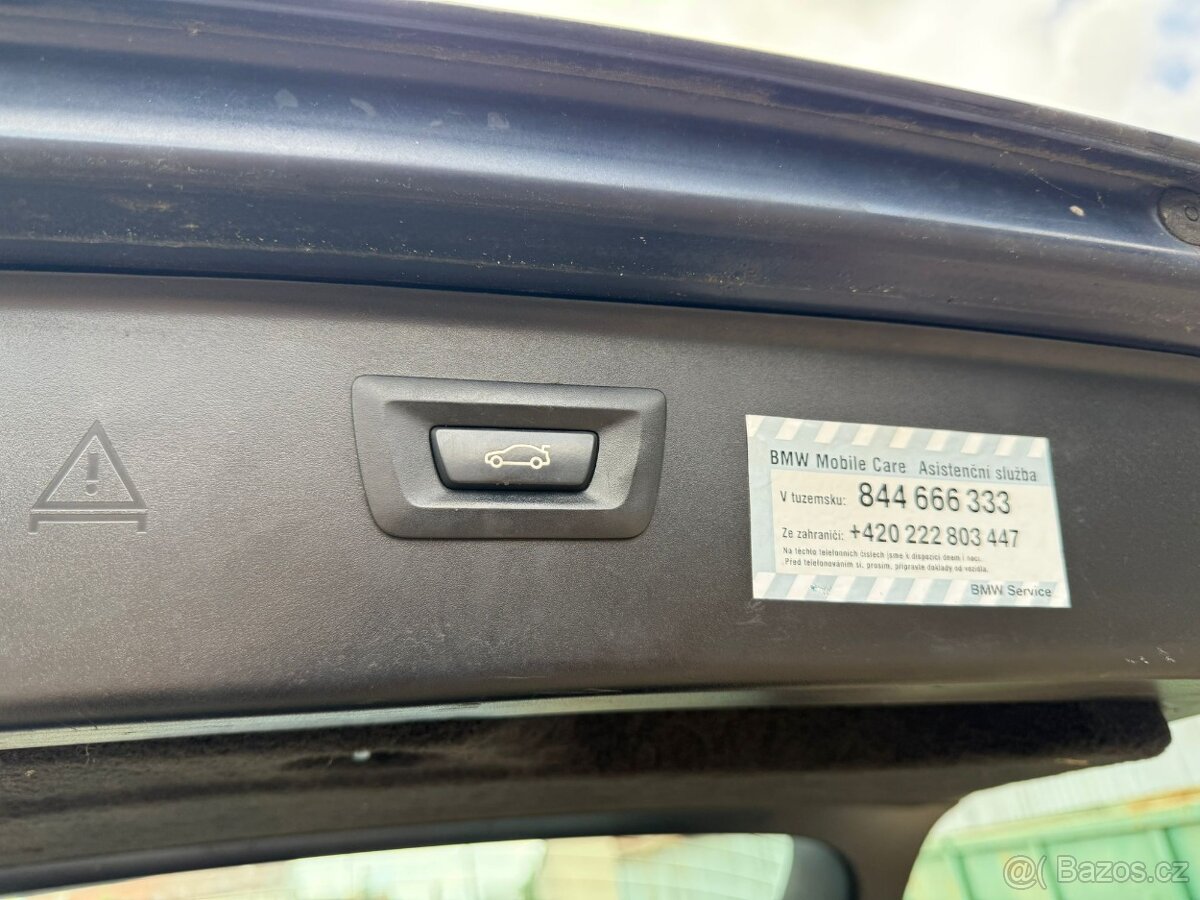 BMW Mobile Care Asistenční služba
V tuzemsku: 844 666 333
Ze zahraničí: +420 222 803 447
Na těchto telefonních číslech jsme k dispozici dnem i nocí.
Před telefonováním si, prosím, připravte doklady od vozidla.
BMW Service
@( Bazos.cz